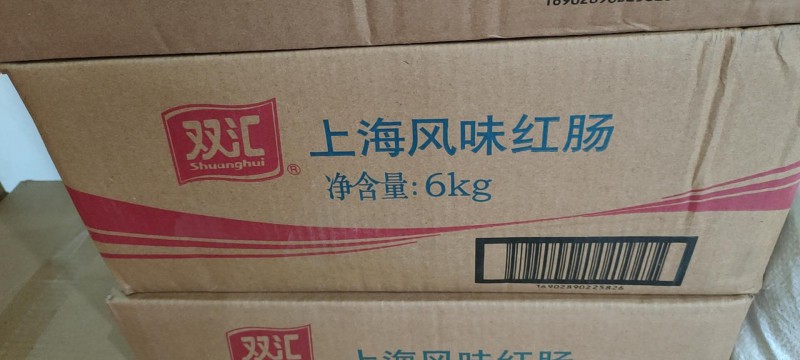 双汇
Shuanghui
®
上海风味红肠
净含量:6kg
16902890225826
双汇
上海风味红肠